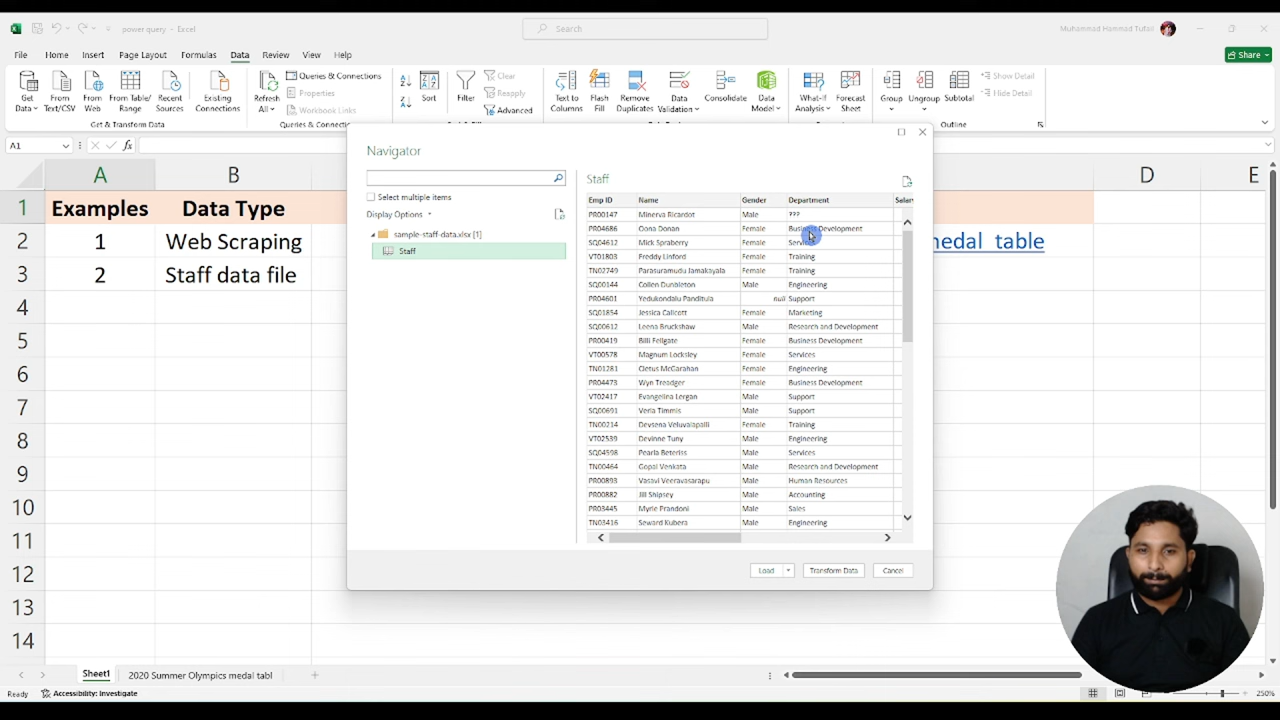 power query - Excel
Search
Muhammad Hammad Tufail
File Home Insert Page Layout Formulas Data Review View Help
Share
Get Data
From Text/CSV
From Web
From Table/ Range
Recent Sources
Existing Connections
Get & Transform Data
Refresh All
Queries & Connections
Properties
Workbook Links
Queries & Connectio
Sort
Filter
Clear
Reapply
Advanced
Text to Columns
Flash Fill
Remove Duplicates
Data Validation
Consolidate
Data Model
What-If Analysis
Forecast Sheet
Group
Ungroup
Subtotal
Show Detail
Hide Detail
Outline
A1
fx
A B D E
1 Examples Data Type
2 1 Web Scraping medal_table
3 2 Staff data file
4
5
6
7
8
9
10
11
12
13
14
Navigator
Select multiple items
Display Options
sample-staff-data.xlsx [1]
Staff
Staff
Emp ID Name Gender Department Salary
PR00147 Minerva Ricardot Male ???
PR04686 Oona Donan Female Business Development
SQ04612 Mick Spraberry Female Services
VT01803 Freddy Linford Female Training
TN02749 Parasuramudu Jamakayala Female Training
SQ00144 Collen Dunbleton Male Engineering
PR04601 Yedukondalu Panditula null Support
SQ01854 Jessica Callcott Female Marketing
SQ00612 Leena Bruckshaw Male Research and Development
PR00419 Billi Fellgate Female Business Development
VT00578 Magnum Locksley Female Services
TN01281 Cletus McGarahan Female Engineering
PR04473 Wyn Treadger Female Business Development
VT02417 Evangelina Lergan Male Support
SQ00691 Verla Timmis Male Support
TN00214 Devsena Veluvalapalli Female Training
VT02539 Devinne Tuny Male Engineering
SQ04598 Pearla Beteriss Male Services
TN00464 Gopal Venkata Male Research and Development
PR00893 Vasavi Veeravasarapu Male Human Resources
PR00882 Jill Shipsey Male Accounting
PR03445 Myrle Prandoni Male Sales
TN03416 Seward Kubera Male Engineering
Load
Transform Data
Cancel
Sheet1
2020 Summer Olympics medal tabl
Ready
Accessibility: Investigate
250%